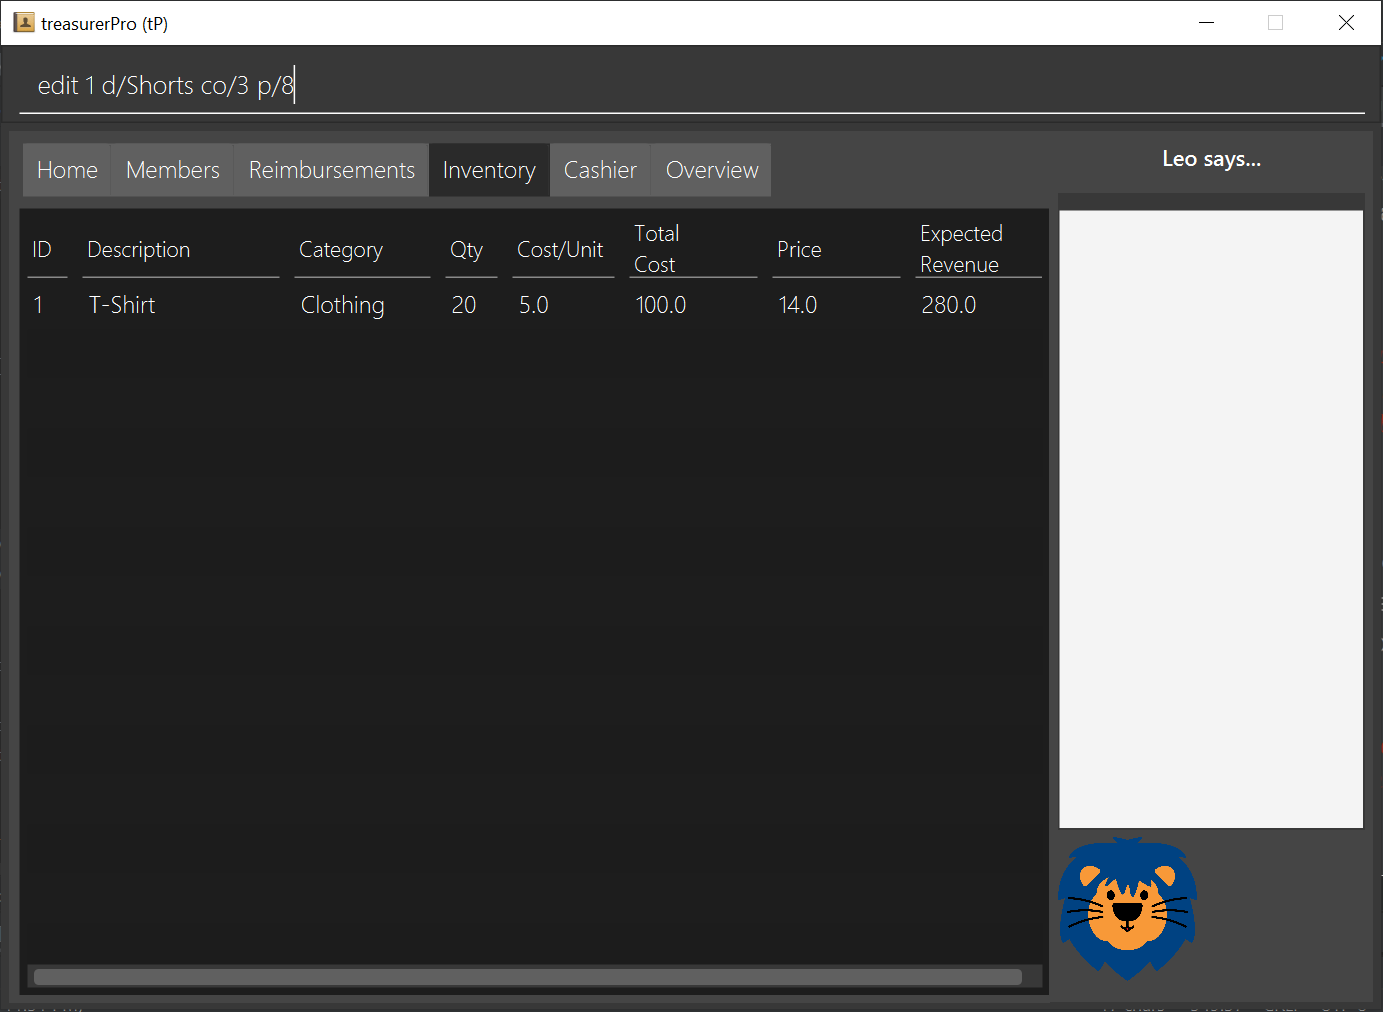 treasurerPro (tP)
edit 1 d/Shorts co/3 p/8
Home Members Reimbursements Inventory Cashier Overview
Leo says...
ID Description Category Qty Cost/Unit Total Cost Price Expected Revenue
1 T-Shirt Clothing 20 5.0 100.0 14.0 280.0